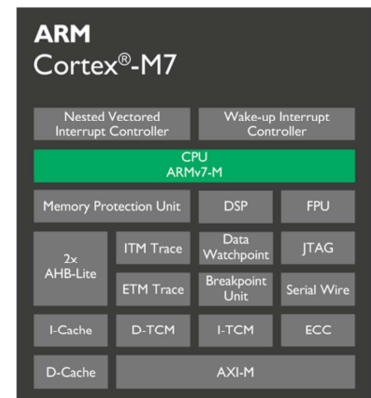 ARM
Cortex®-M7
Nested Vectored
Interrupt Controller
Wake-up Interrupt
Controller
CPU
ARMv7-M
Memory Protection Unit
DSP
FPU
2x
AHB-Lite
ITM Trace
Data
Watchpoint
JTAG
ETM Trace
Breakpoint
Unit
Serial Wire
I-Cache
D-TCM
I-TCM
ECC
D-Cache
AXI-M